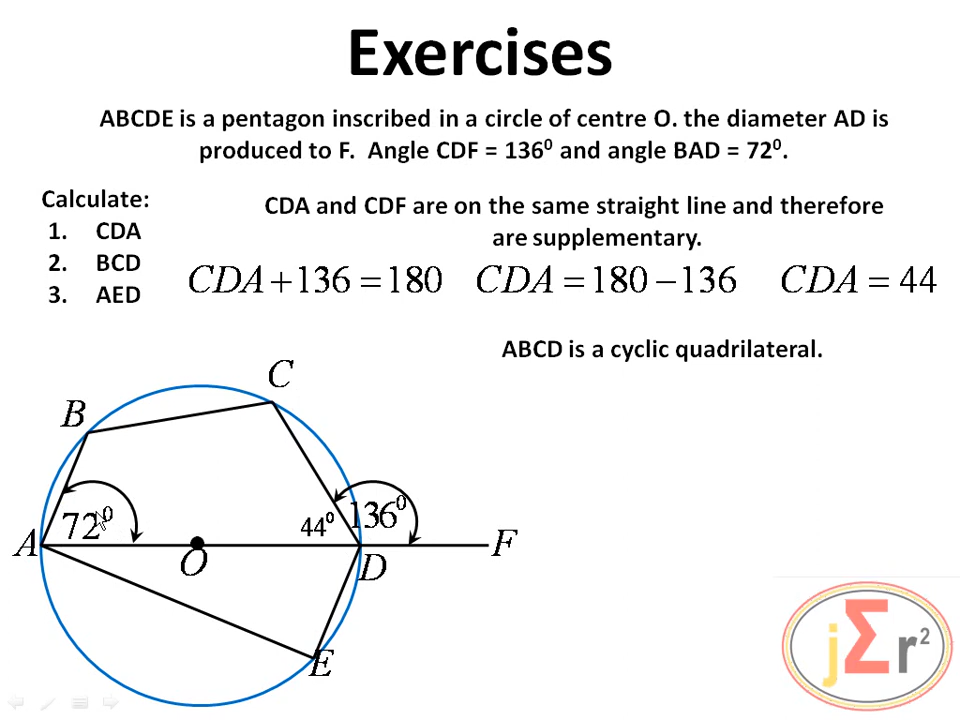 Exercises
ABCDE is a pentagon inscribed in a circle of centre O. the diameter AD is
produced to F. Angle CDF = 136⁰ and angle BAD = 72⁰.
Calculate:
1. CDA
2. BCD
3. AED
CDA and CDF are on the same straight line and therefore
are supplementary.
CDA + 136 = 180 CDA = 180 − 136 CDA = 44
ABCD is a cyclic quadrilateral.
C
B
72⁰ 44⁰ 136⁰
A O D F
E
jΣr²